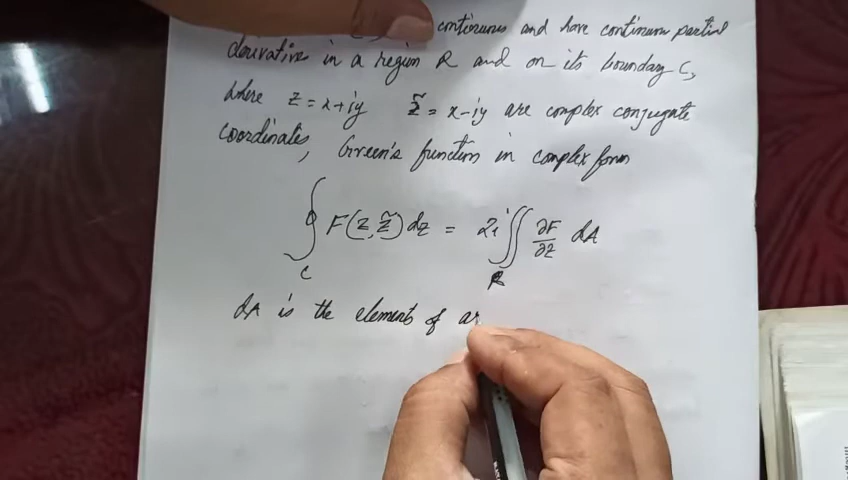 continuous and have continuous partial
derivative in a region R and on its boundary C,
where z = x+iy z̃ = x-iy are complex conjugate
coordinates, Green's function in complex form
∮_C F(z, z̃) dz = 2i ∬_R ∂F/∂z dA
dA is the element of ar